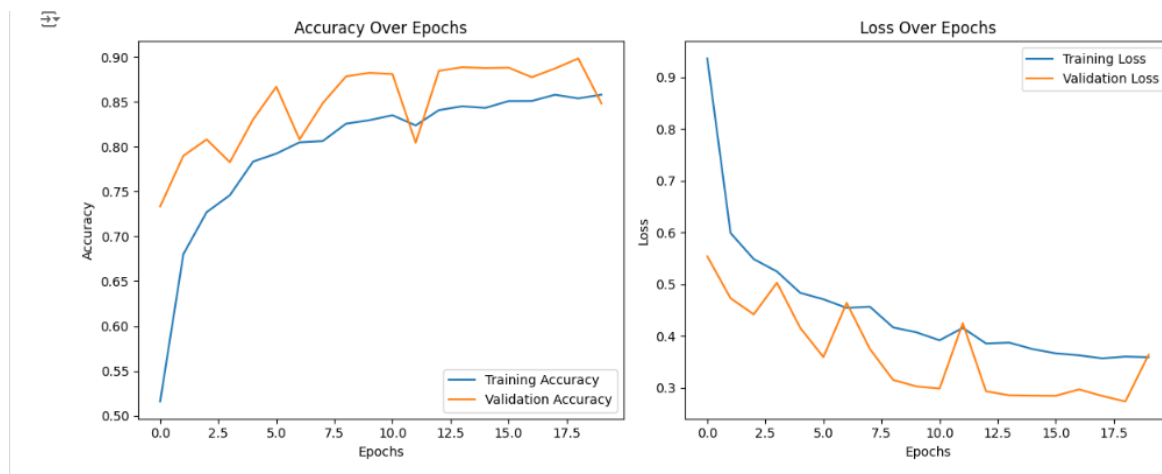 Accuracy Over Epochs
0.90
0.85
0.80
0.75
0.70
0.65
0.60
0.55
0.50
Accuracy
Training Accuracy
Validation Accuracy
0.0 2.5 5.0 7.5 10.0 12.5 15.0 17.5
Epochs
Loss Over Epochs
Training Loss
Validation Loss
0.9
0.8
0.7
0.6
0.5
0.4
0.3
Loss
0.0 2.5 5.0 7.5 10.0 12.5 15.0 17.5
Epochs